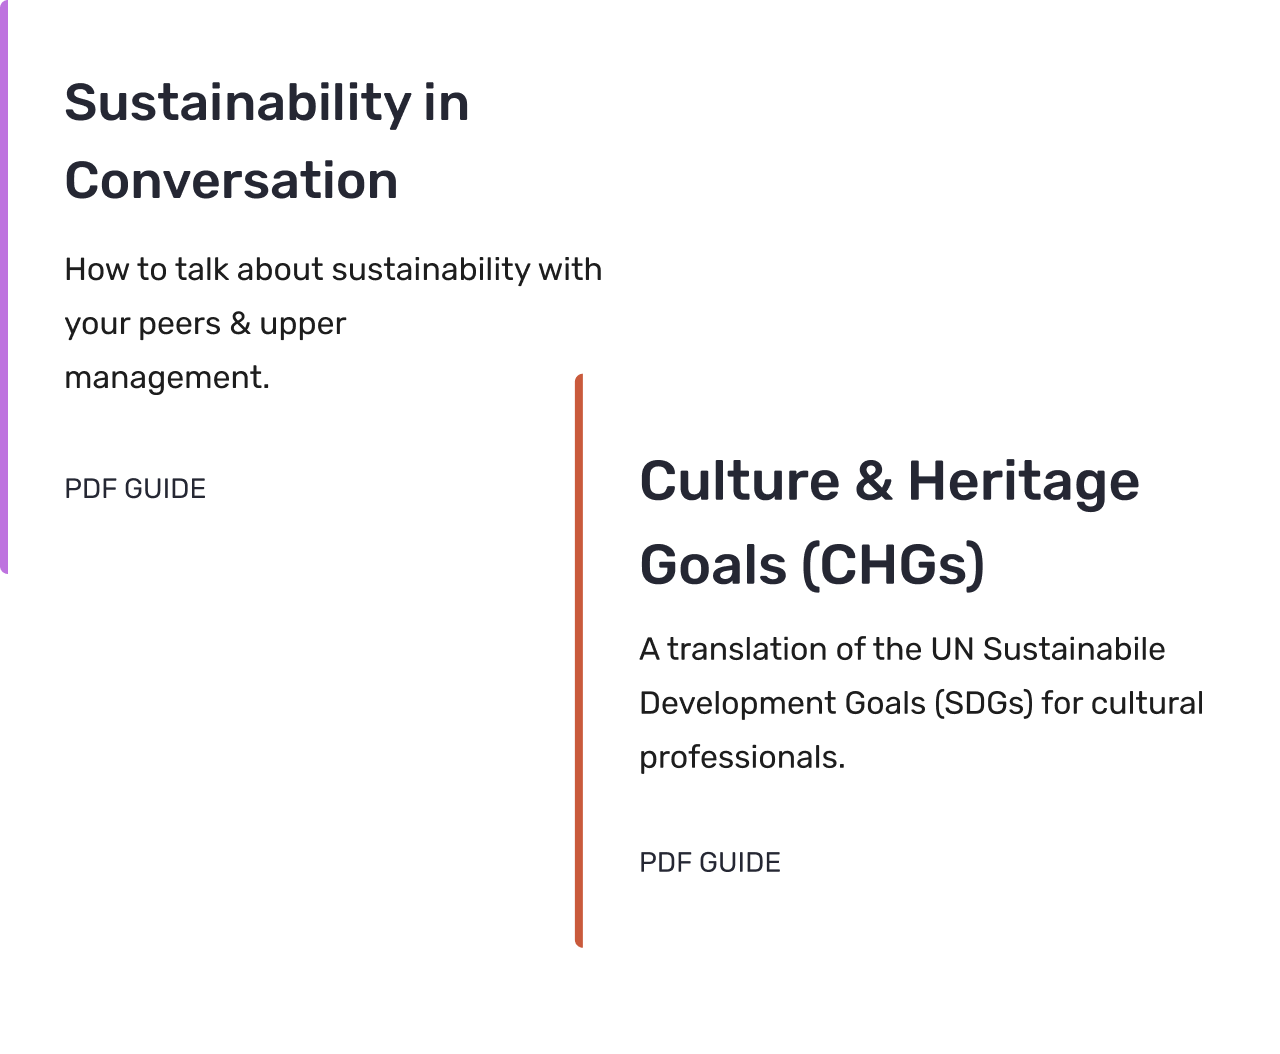 Sustainability in
Conversation
How to talk about sustainability with
your peers & upper
management.
PDF GUIDE
Culture & Heritage
Goals (CHGs)
A translation of the UN Sustainabile
Development Goals (SDGs) for cultural
professionals.
PDF GUIDE